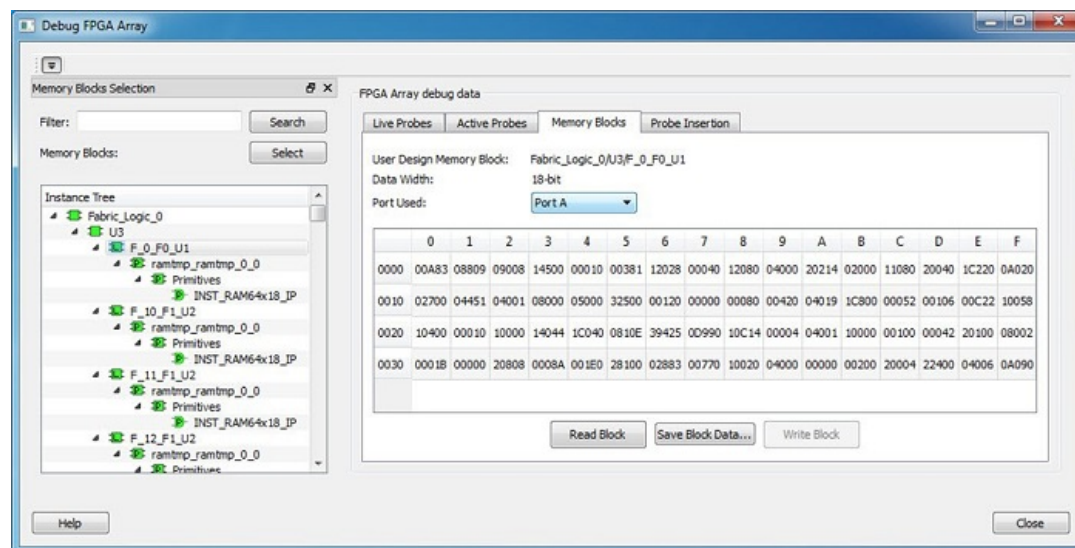 Debug FPGA Array
Memory Blocks Selection
Filter:
Search
Memory Blocks:
Select
Instance Tree
Fabric_Logic_0
U3
F_0_F0_U1
ramtmp_ramtmp_0_0
Primitives
INST_RAM64x18_IP
F_10_F1_U2
ramtmp_ramtmp_0_0
Primitives
INST_RAM64x18_IP
F_11_F1_U2
ramtmp_ramtmp_0_0
Primitives
INST_RAM64x18_IP
F_12_F1_U2
ramtmp_ramtmp_0_0
Primitives
FPGA Array debug data
Live Probes Active Probes Memory Blocks Probe Insertion
User Design Memory Block: Fabric_Logic_0/U3/F_0_F0_U1
Data Width: 18-bit
Port Used: Port A
0 1 2 3 4 5 6 7 8 9 A B C D E F
0000 00A83 08809 09008 14500 00010 00381 12028 00040 12080 04000 20214 02000 11080 20040 1C220 0A020
0010 02700 04451 04001 08000 05000 32500 00120 00000 00080 00420 04019 1C800 00052 00106 00C22 10058
0020 10400 00010 10000 14044 1C040 0810E 39425 0D990 10C14 00004 04001 10000 00100 00042 20100 08002
0030 0001B 00000 20808 0008A 001E0 28100 02883 00770 10020 04000 00000 00200 20004 22400 04006 0A090
Read Block Save Block Data... Write Block
Help Close